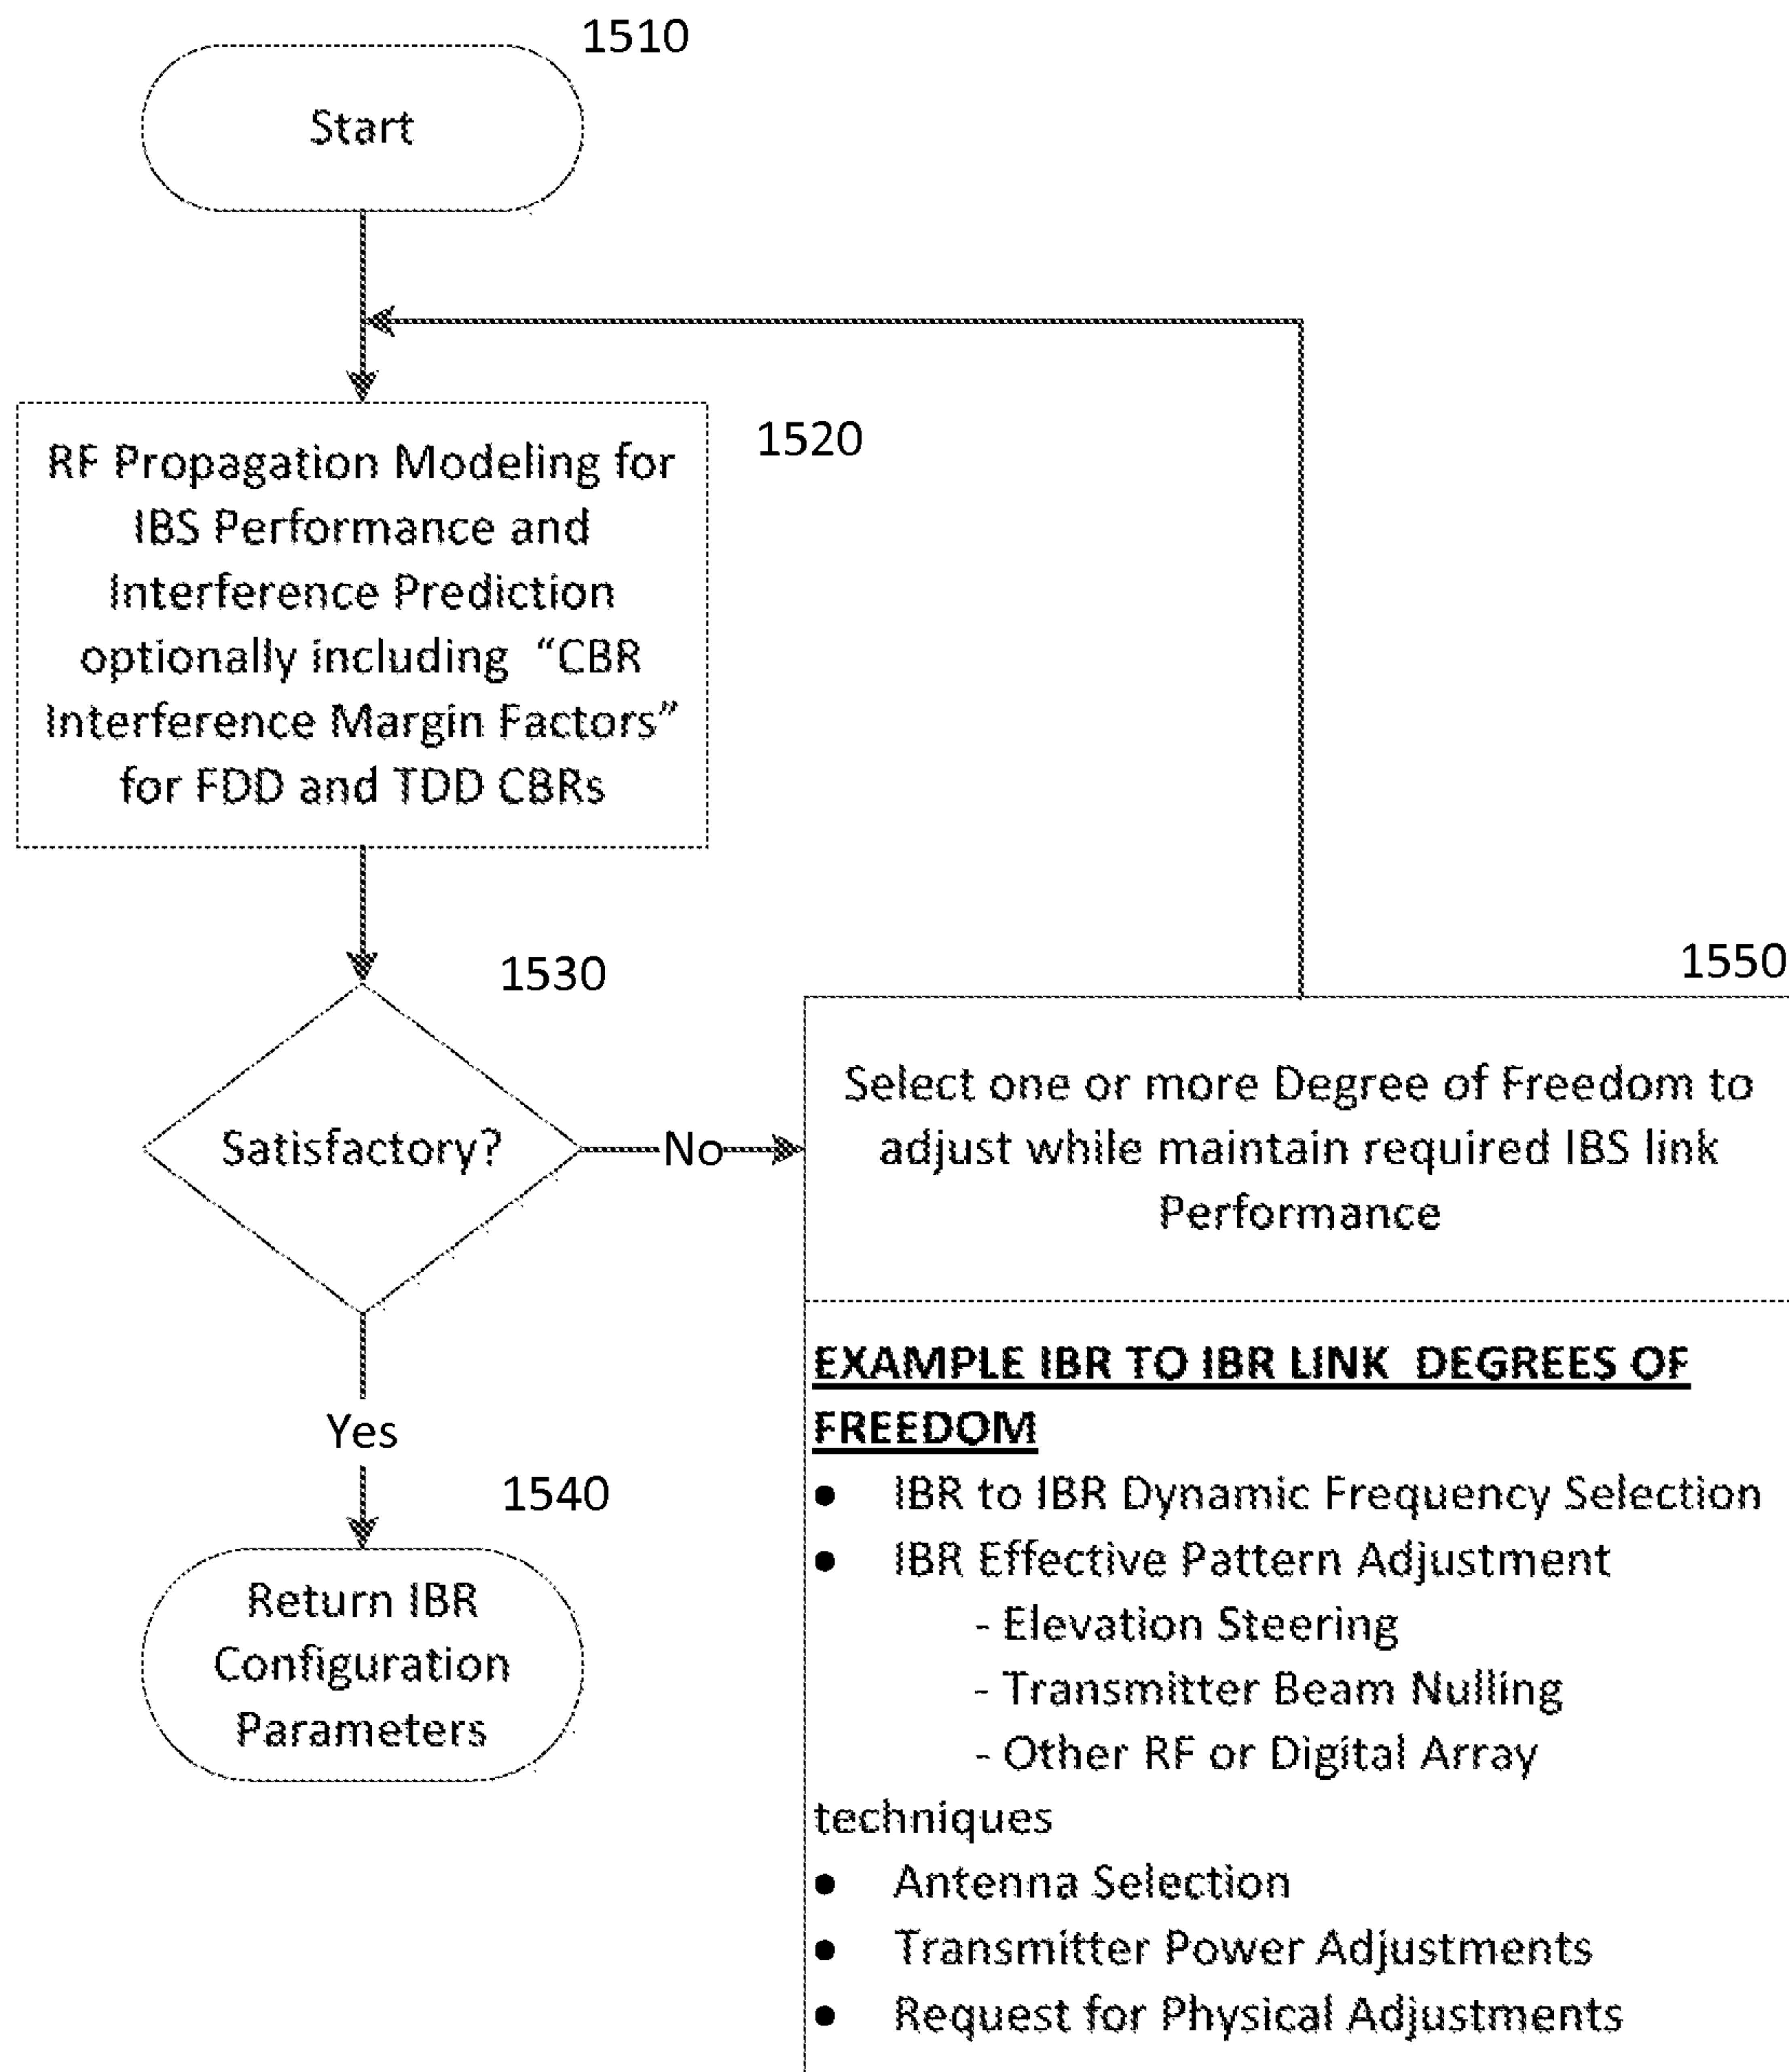 1510
Start
1520
RF Propagation Modeling for
IBS Performance and
Interference Prediction
optionally including “CBR
Interference Margin Factors”
for FDD and TDD CBRs
1530
Satisfactory?
No
1550
Select one or more Degree of Freedom to
adjust while maintain required IBS link
Performance
EXAMPLE IBR TO IBR LINK DEGREES OF
FREEDOM
● IBR to IBR Dynamic Frequency Selection
● IBR Effective Pattern Adjustment
- Elevation Steering
- Transmitter Beam Nulling
- Other RF or Digital Array
techniques
● Antenna Selection
● Transmitter Power Adjustments
● Request for Physical Adjustments
Yes
1540
Return IBR
Configuration
Parameters